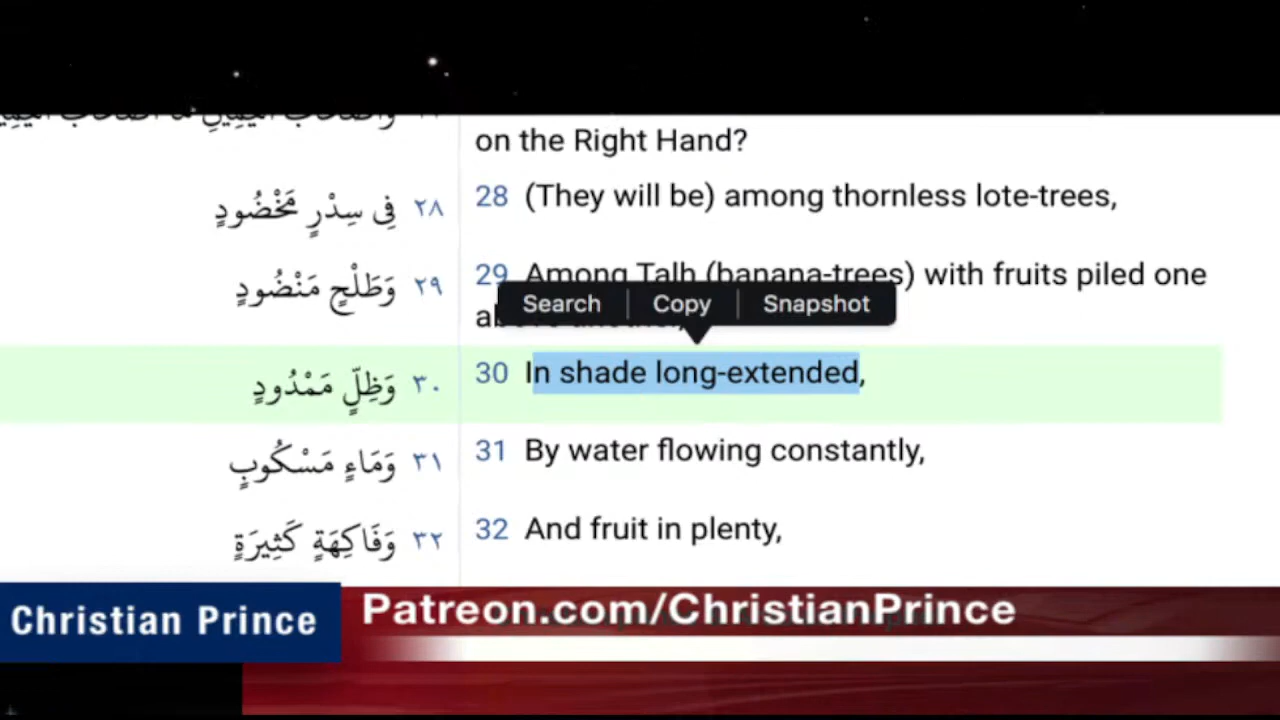 on the Right Hand?
28 (They will be) among thornless lote-trees,
فِى سِدْرٍ مَخْضُودٍ ٢٨
29 Among Talh (banana-trees) with fruits piled one
وَطَلْحٍ مَنْضُودٍ ٢٩
Search Copy Snapshot
30 In shade long-extended,
وَظِلٍّ مَمْدُودٍ ٣٠
31 By water flowing constantly,
وَمَاءٍ مَسْكُوبٍ ٣١
32 And fruit in plenty,
وَفَاكِهَةٍ كَثِيرَةٍ ٣٢
Christian Prince
Patreon.com/ChristianPrince